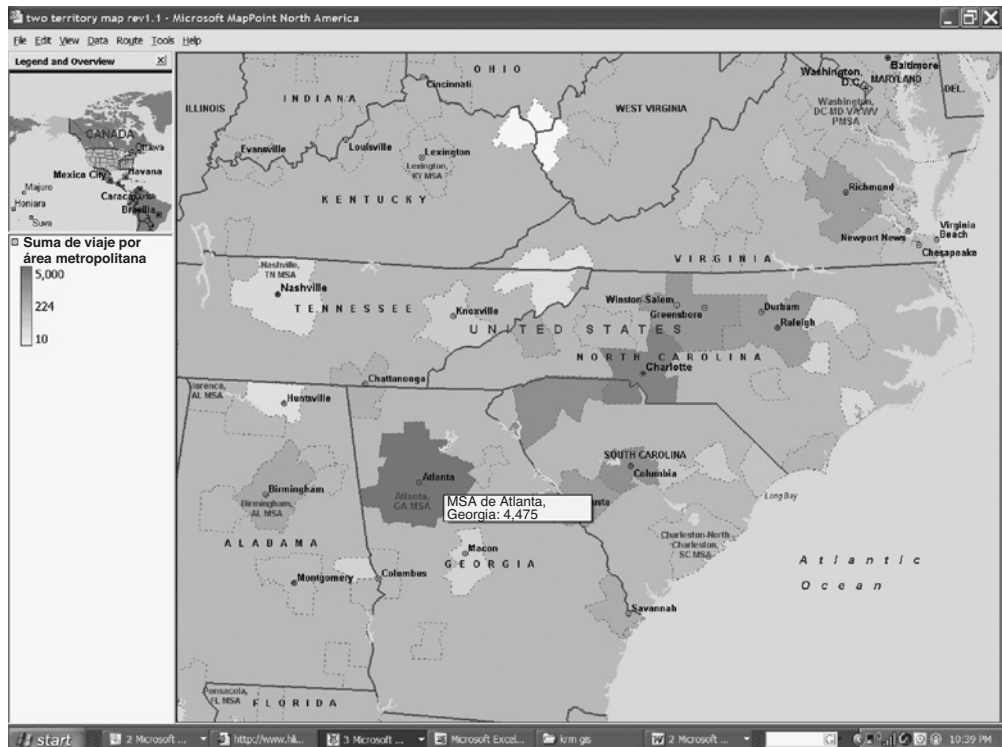 two territory map rev1.1 - Microsoft MapPoint North America
File Edit View Data Route Tools Help
Legend and Overview
CANADA
Ottawa
Mexico City
Havana
Majuro
Caracas
Honiara
Brasilia
Suva
Suma de viaje por
área metropolitana
5,000
224
10
OHIO
Baltimore
Washington,
D.C.
MARYLAND
DEL.
Cincinnati
ILLINOIS
INDIANA
WEST VIRGINIA
Washington,
DC-MD-VA-WV
PMSA
Evansville
Louisville
Lexington
Lexington,
KY MSA
Richmond
KENTUCKY
Newport News
Virginia
Beach
Chesapeake
VIRGINIA
Nashville,
TN MSA
Nashville
TENNESSEE
Knoxville
Winston-Salem
Greensboro
Durham
Raleigh
UNITED STATES
NORTH CAROLINA
Charlotte
Chattanooga
Florence,
AL MSA
Huntsville
SOUTH CAROLINA
Columbia
Atlanta
Atlanta,
GA MSA
Birmingham
Birmingham,
AL MSA
MSA de Atlanta,
Georgia: 4,475
usta
Long Bay
Charleston-North
Charleston,
SC MSA
ALABAMA
Macon
GEORGIA
Atlantic
Ocean
Montgomery
Columbus
Savannah
Pensacola,
FL MSA
FLORIDA
start
2 Microsoft ...
http://www.hli...
3 Microsoft ...
Microsoft Excel...
krm gis
2 Microsoft ...
10:39 PM